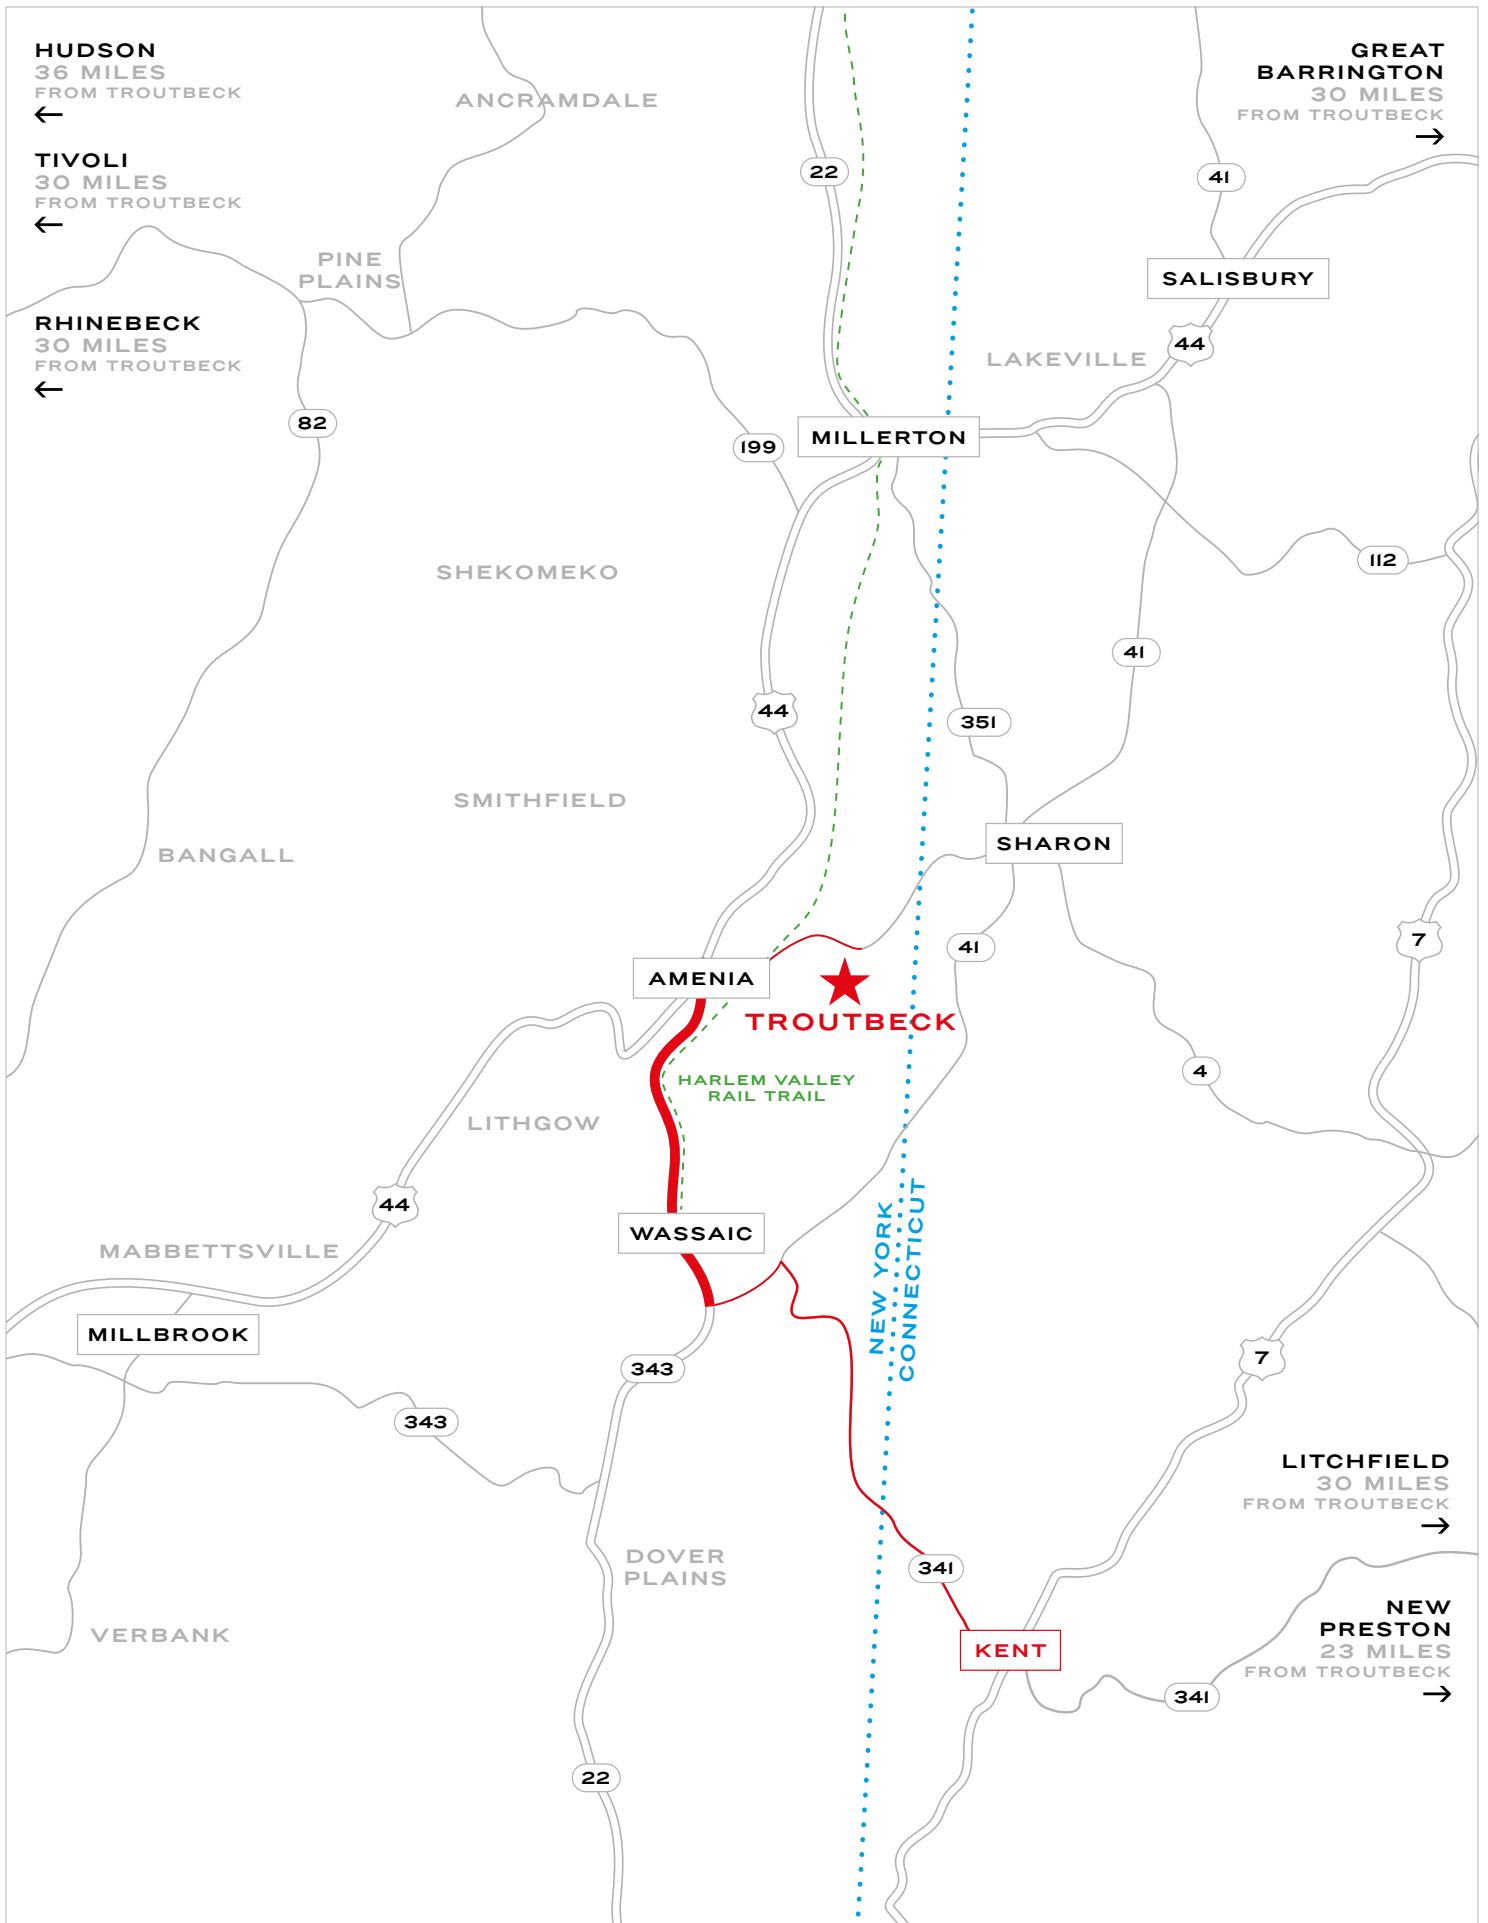 HUDSON
36 MILES
FROM TROUTBECK
←
TIVOLI
30 MILES
FROM TROUTBECK
←
RHINEBECK
30 MILES
FROM TROUTBECK
←
GREAT
BARRINGTON
30 MILES
FROM TROUTBECK
→
ANCRAMDALE
22
41
PINE
PLAINS
SALISBURY
44
LAKEVILLE
82
199
MILLERTON
112
SHEKOMEKO
41
44
351
SMITHFIELD
SHARON
BANGALL
7
41
AMENIA
TROUTBECK
4
HARLEM VALLEY
RAIL TRAIL
LITHGOW
44
WASSAIC
MABBETTSVILLE
NEW YORK
CONNECTICUT
MILLBROOK
343
7
343
LITCHFIELD
30 MILES
FROM TROUTBECK
→
DOVER
PLAINS
341
NEW
PRESTON
23 MILES
FROM TROUTBECK
→
VERBANK
KENT
341
22